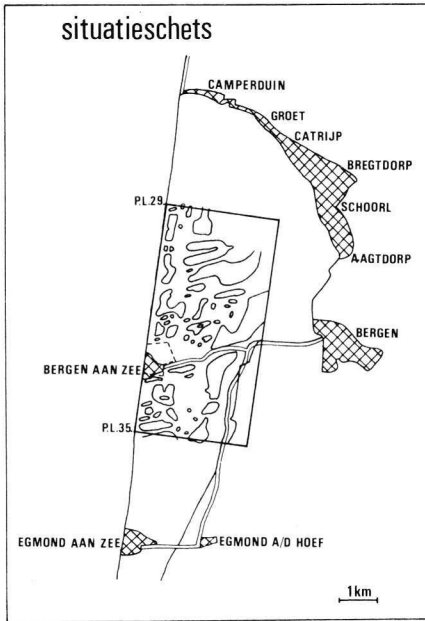 situatieschets
CAMPERDUIN
GROET
CATRIJP
BREGTDORP
P.L.29
SCHOORL
AAGTDORP
BERGEN
BERGEN AAN ZEE
P.L.35
EGMOND AAN ZEE
EGMOND A/D HOEF
1km